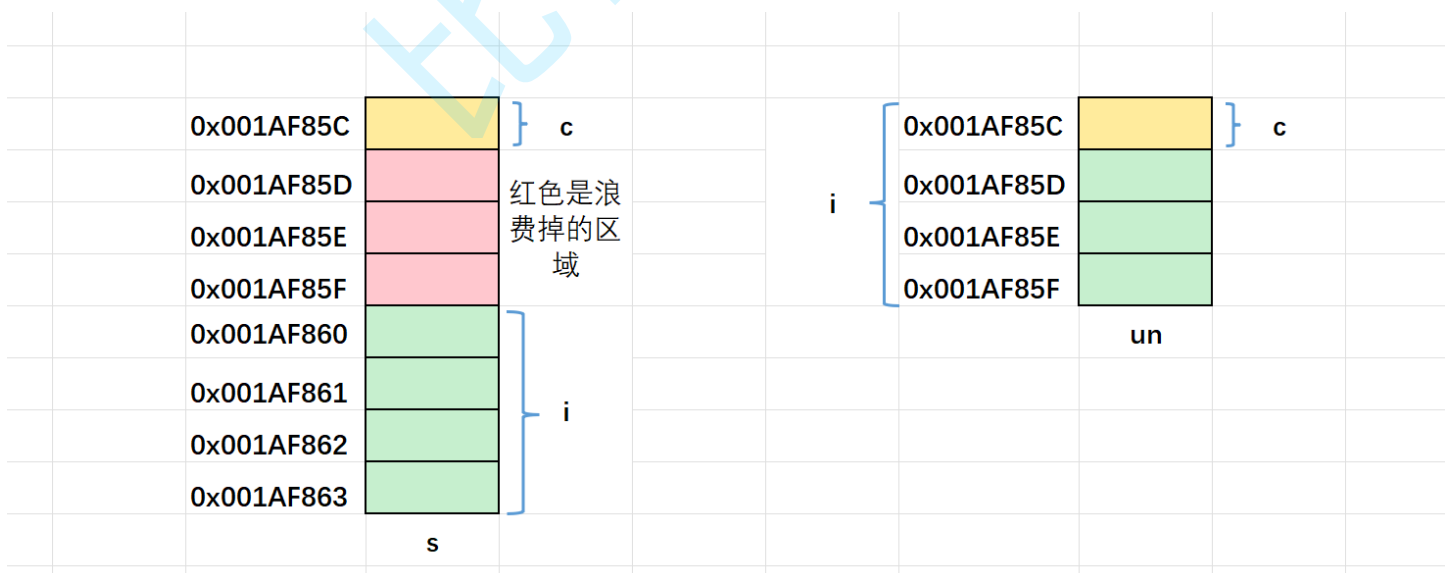 0x001AF85C
c
0x001AF85D
0x001AF85E
0x001AF85F
红色是浪
费掉的区
域
0x001AF860
0x001AF861
0x001AF862
0x001AF863
i
s
i
0x001AF85C
c
0x001AF85D
0x001AF85E
0x001AF85F
un